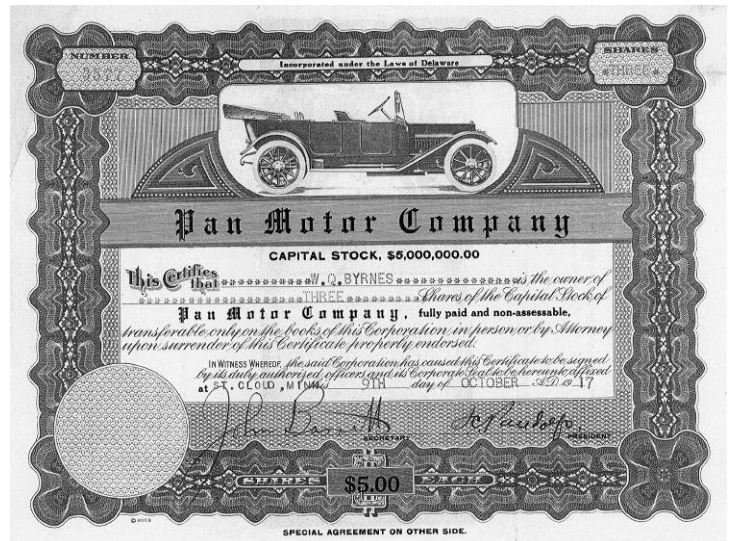 NUMBER
SHARES
*THREE*
Incorporated under the Laws of Delaware
Pan Motor Company
CAPITAL STOCK, $5,000,000.00
This Certifies that W.Q.BYRNES is the owner of
THREE Shares of the Capital Stock of
Pan Motor Company, fully paid and non-assessable,
transferable only on the books of this Corporation in person or by Attorney
upon surrender of this Certificate properly endorsed.
IN WITNESS WHEREOF, the said Corporation has caused this Certificate to be signed
by its duly authorized officers and its Corporate Seal to be hereunto affixed
at ST. CLOUD, MINN. this 9TH day of OCTOBER A.D. 1917
John Barrett
SECRETARY
PRESIDENT
SHARES $5.00 EACH
SPECIAL AGREEMENT ON OTHER SIDE.